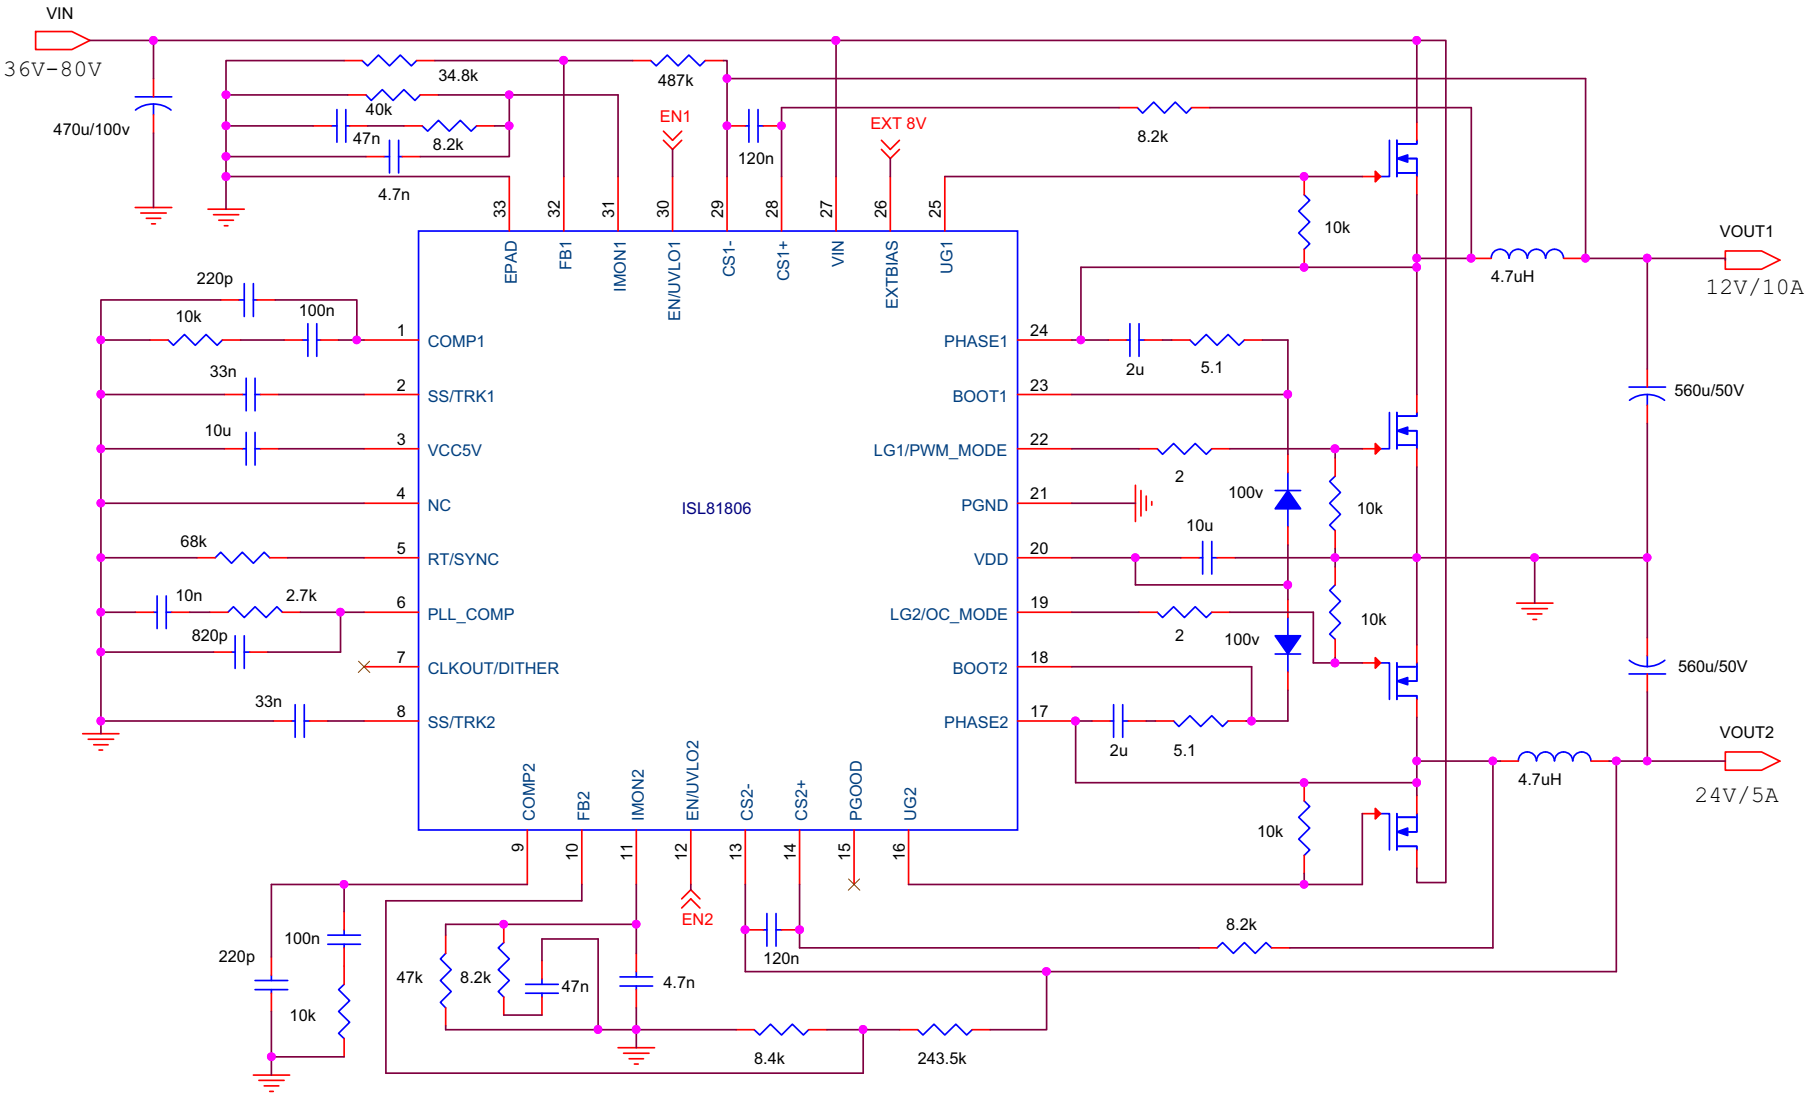 VIN
36V-80V
470u/100v
34.8k
487k
40k
47n
8.2k
4.7n
EN1
120n
EXT 8V
8.2k
10k
33
32
31
30
29
28
27
26
25
EPAD
FB1
IMON1
EN/UVLO1
CS1-
CS1+
VIN
EXTBIAS
UG1
VOUT1
12V/10A
4.7uH
220p
100n
10k
1
COMP1
33n
2
SS/TRK1
10u
3
VCC5V
4
NC
68k
5
RT/SYNC
10n
2.7k
6
PLL_COMP
820p
7
CLKOUT/DITHER
33n
8
SS/TRK2
ISL81806
PHASE1
24
2u
5.1
BOOT1
23
LG1/PWM_MODE
22
2
100v
10k
PGND
21
10u
VDD
20
LG2/OC_MODE
19
2
100v
10k
BOOT2
18
PHASE2
17
2u
5.1
560u/50V
560u/50V
VOUT2
24V/5A
4.7uH
10k
COMP2
FB2
IMON2
EN/UVLO2
CS2-
CS2+
PGOOD
UG2
9
10
11
12
13
14
15
16
EN2
220p
100n
10k
47k
8.2k
47n
4.7n
120n
8.2k
8.4k
243.5k